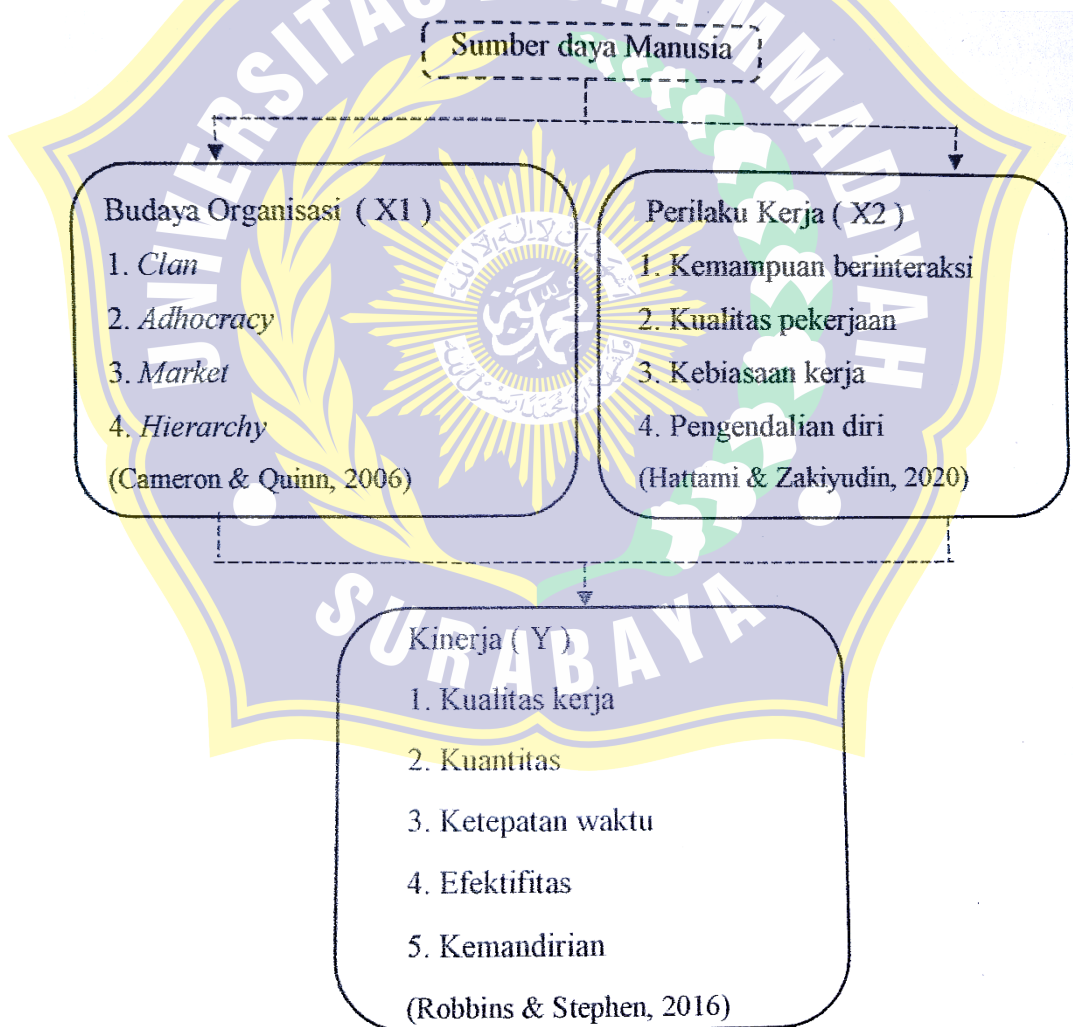 Sumber daya Manusia
Budaya Organisasi ( X1 )
1. Clan
2. Adhocracy
3. Market
4. Hierarchy
(Cameron & Quinn, 2006)
Perilaku Kerja ( X2 )
1. Kemampuan berinteraksi
2. Kualitas pekerjaan
3. Kebiasaan kerja
4. Pengendalian diri
(Hattami & Zakiyudin, 2020)
Kinerja ( Y )
1. Kualitas kerja
2. Kuantitas
3. Ketepatan waktu
4. Efektifitas
5. Kemandirian
(Robbins & Stephen, 2016)
SURABAYA